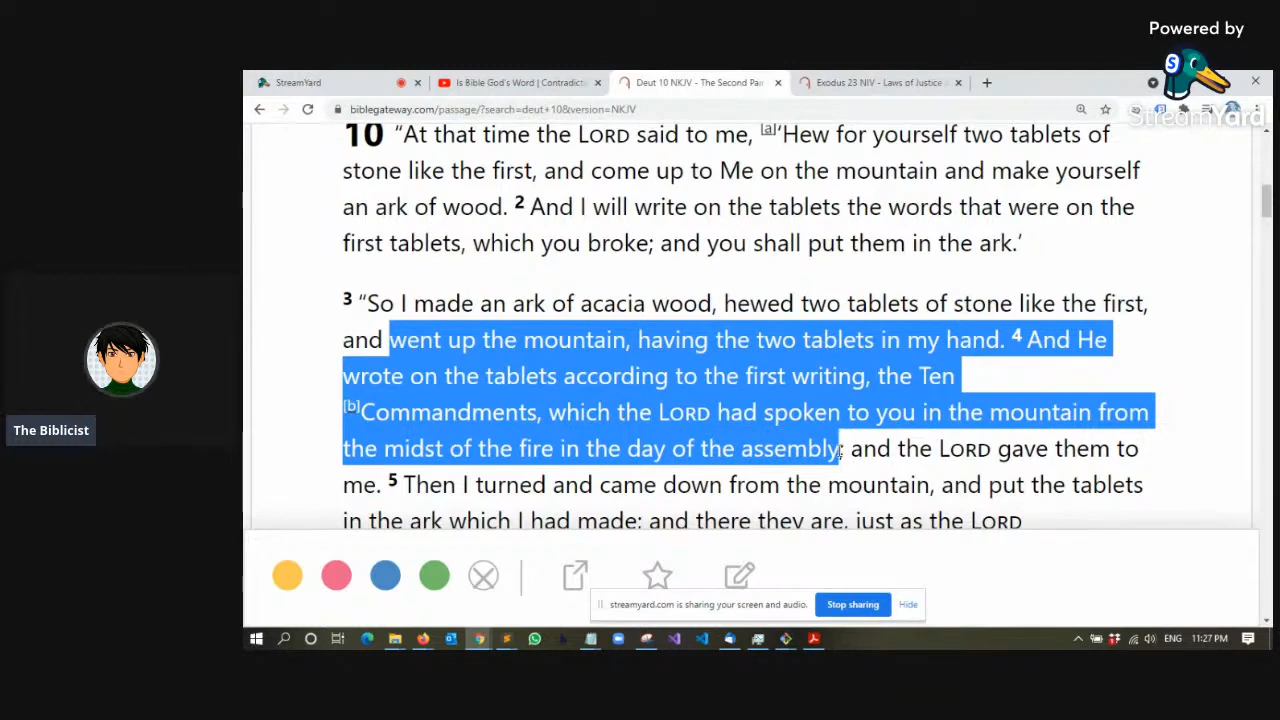 Powered by
StreamYard
StreamYard
Is Bible God's Word | Contradicti
Deut 10 NKJV - The Second Pair
Exodus 23 NIV - Laws of Justice a
biblegateway.com/passage/?search=deut+10&version=NKJV
10 “At that time the LORD said to me, [a]‘Hew for yourself two tablets of
stone like the first, and come up to Me on the mountain and make yourself
an ark of wood. 2 And I will write on the tablets the words that were on the
first tablets, which you broke; and you shall put them in the ark.’
3 “So I made an ark of acacia wood, hewed two tablets of stone like the first,
and went up the mountain, having the two tablets in my hand. 4 And He
wrote on the tablets according to the first writing, the Ten
[b]Commandments, which the LORD had spoken to you in the mountain from
the midst of the fire in the day of the assembly; and the LORD gave them to
me. 5 Then I turned and came down from the mountain, and put the tablets
in the ark which I had made; and there they are, just as the LORD
The Biblicist
streamyard.com is sharing your screen and audio.
Stop sharing
Hide
ENG
11:27 PM